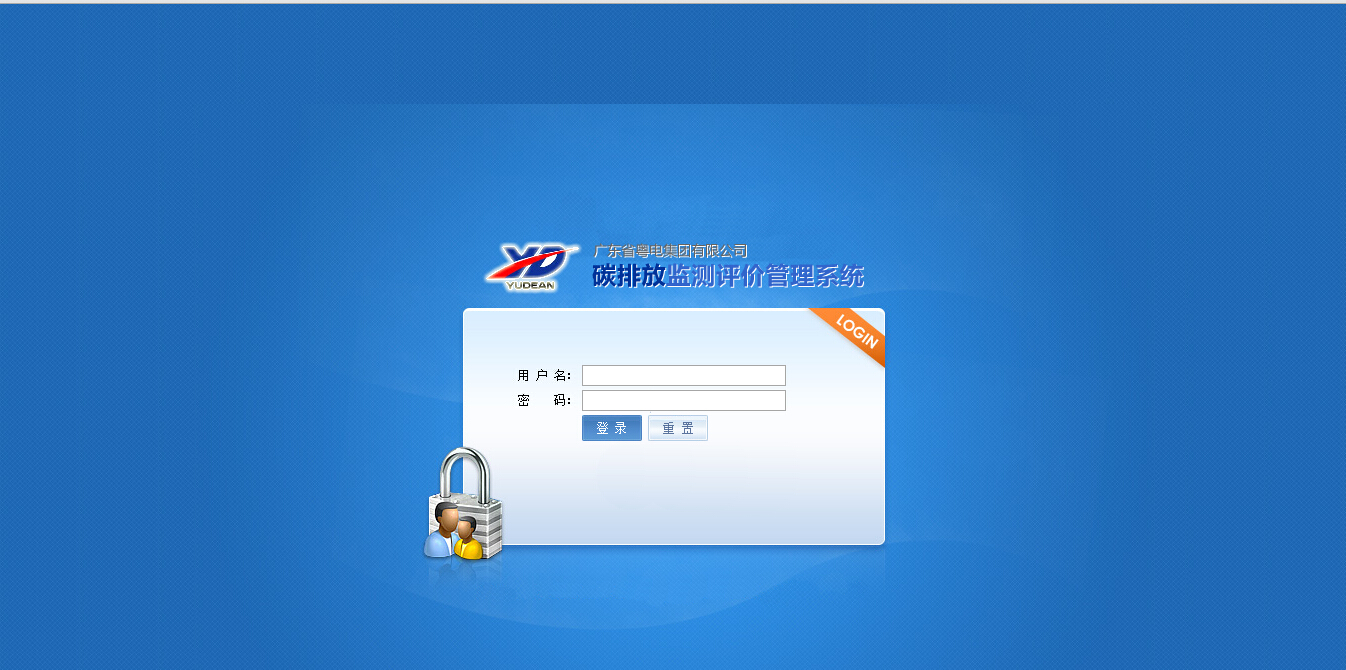 YD
YUDEAN
广东省粤电集团有限公司
碳排放监测评价管理系统
LOGIN
用 户 名:
密 码:
登 录 重 置